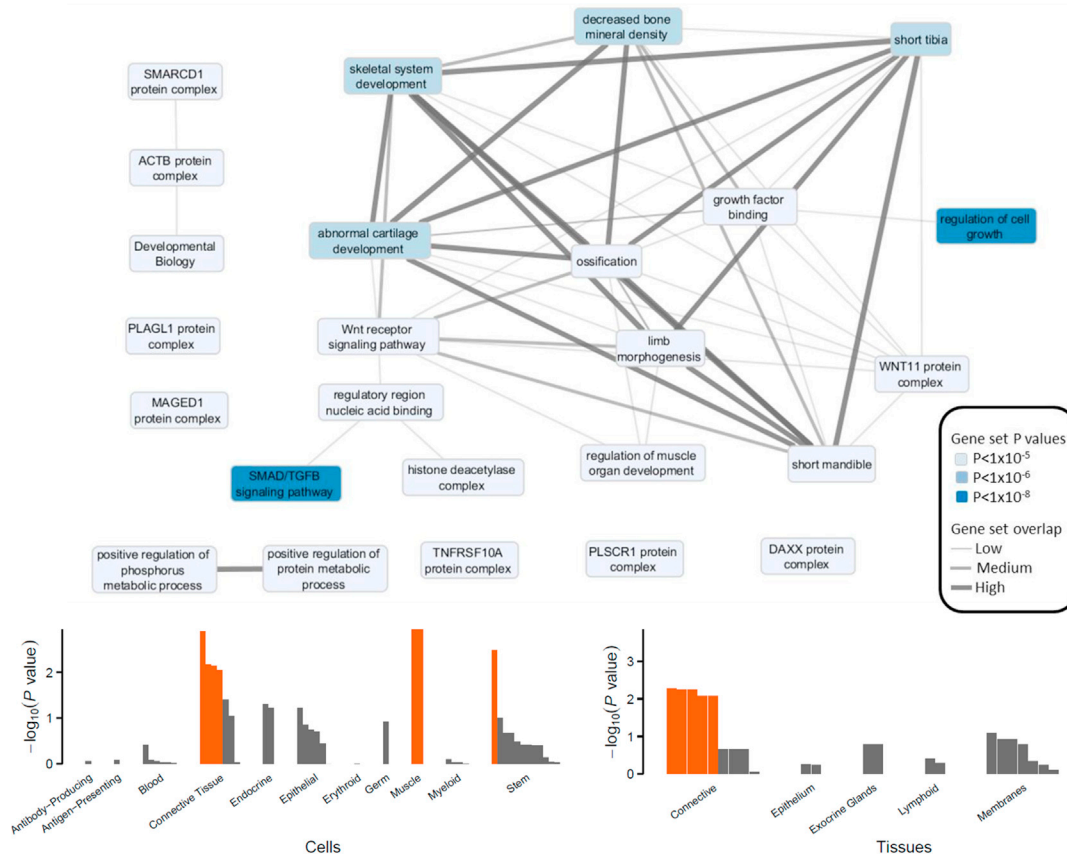 decreased bone
mineral density
short tibia
SMARCD1
protein complex
skeletal system
development
ACTB protein
complex
growth factor
binding
regulation of cell
growth
Developmental
Biology
abnormal cartilage
development
ossification
PLAGL1 protein
complex
Wnt receptor
signaling pathway
limb
morphogenesis
WNT11 protein
complex
MAGED1
protein complex
regulatory region
nucleic acid binding
SMAD/TGFB
signaling pathway
histone deacetylase
complex
regulation of muscle
organ development
short mandible
Gene set P values
P<1x10-5
P<1x10-6
P<1x10-8
Gene set overlap
Low
Medium
High
positive regulation of
phosphorus
metabolic process
positive regulation of
protein metabolic
process
TNFRSF10A
protein complex
PLSCR1 protein
complex
DAXX protein
complex
−log10(P value)
2
1
0
Antibody−Producing
Antigen−Presenting
Blood
Connective Tissue
Endocrine
Epithelial
Erythroid
Germ
Muscle
Myeloid
Stem
Cells
−log10(P value)
3
2
1
0
Connective
Epithelium
Exocrine Glands
Lymphoid
Membranes
Tissues